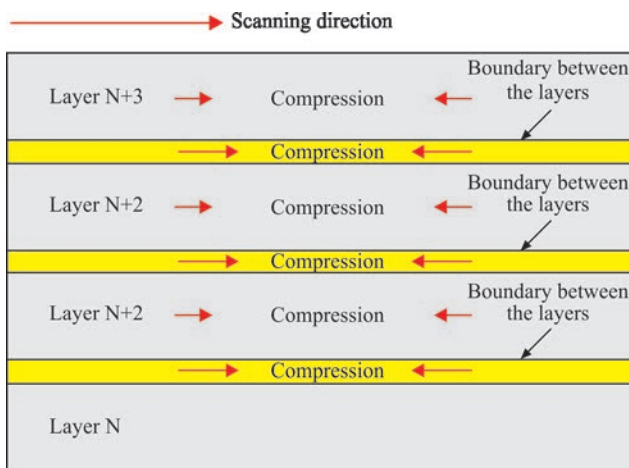 Scanning direction
Boundary between
the layers
Layer N+3
Compression
Compression
Boundary between
the layers
Layer N+2
Compression
Compression
Boundary between
the layers
Layer N+2
Compression
Compression
Layer N